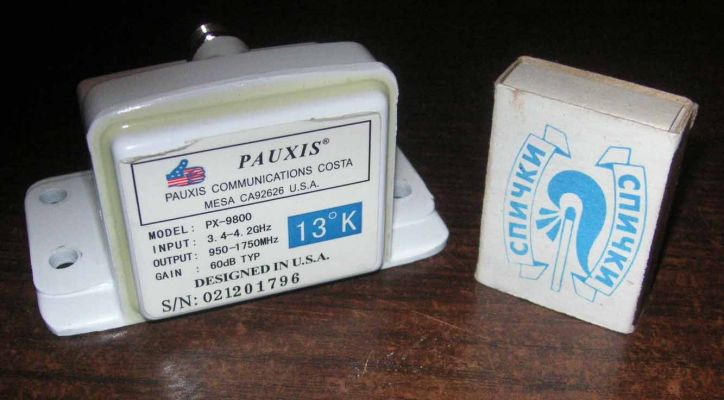 PAUXIS®
PAUXIS COMMUNICATIONS COSTA
MESA CA92626 U.S.A.
MODEL: PX-9800
INPUT: 3.4-4.2GHz
OUTPUT: 950-1750MHz
GAIN : 60dB TYP
13°K
DESIGNED IN U.S.A.
S/N: 021201796
СПИЧКИ
СПИЧКИ